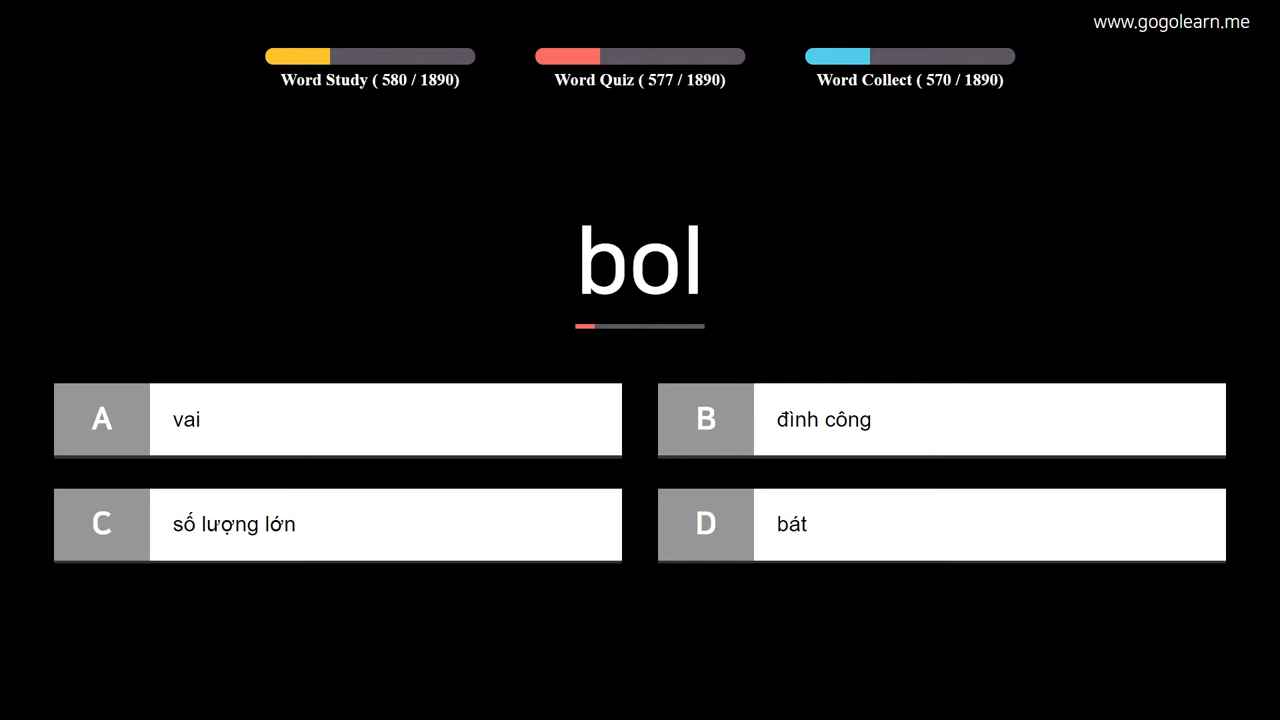 www.gogolearn.me
Word Study ( 580 / 1890)
Word Quiz ( 577 / 1890)
Word Collect ( 570 / 1890)
bol
A vai
B đình công
C số lượng lớn
D bát